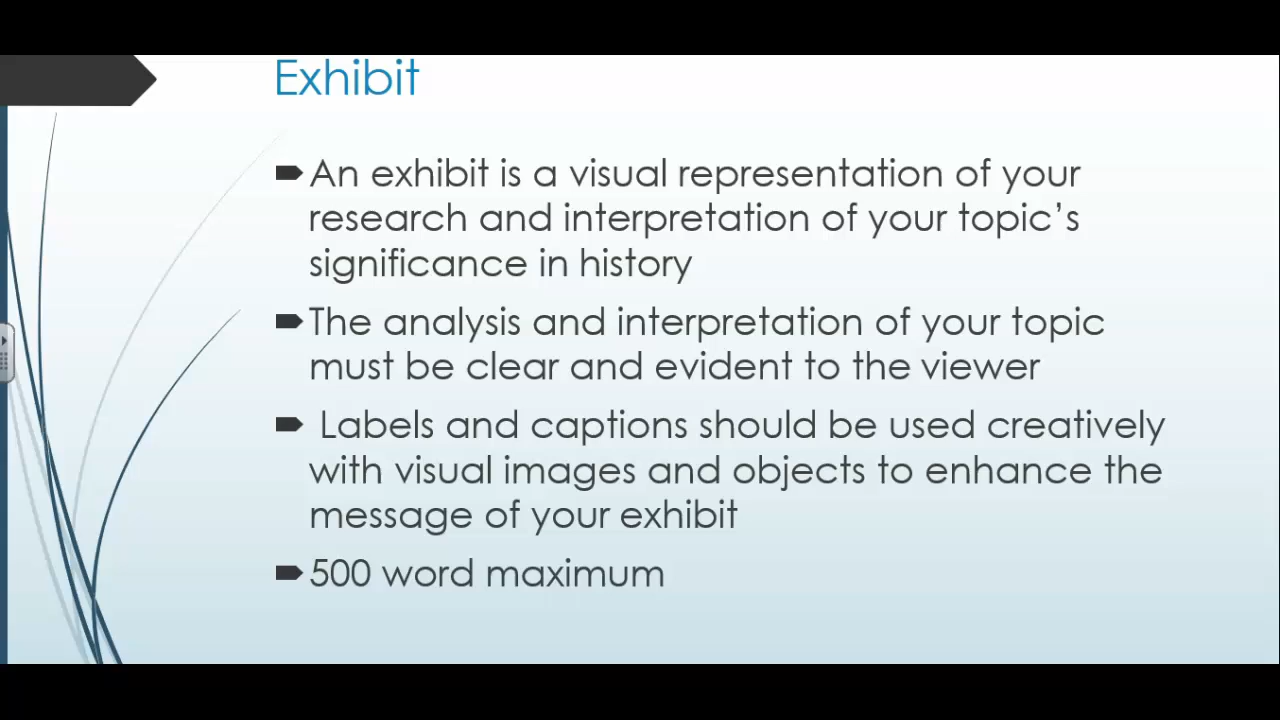 Exhibit
An exhibit is a visual representation of your
research and interpretation of your topic’s
significance in history
The analysis and interpretation of your topic
must be clear and evident to the viewer
Labels and captions should be used creatively
with visual images and objects to enhance the
message of your exhibit
500 word maximum